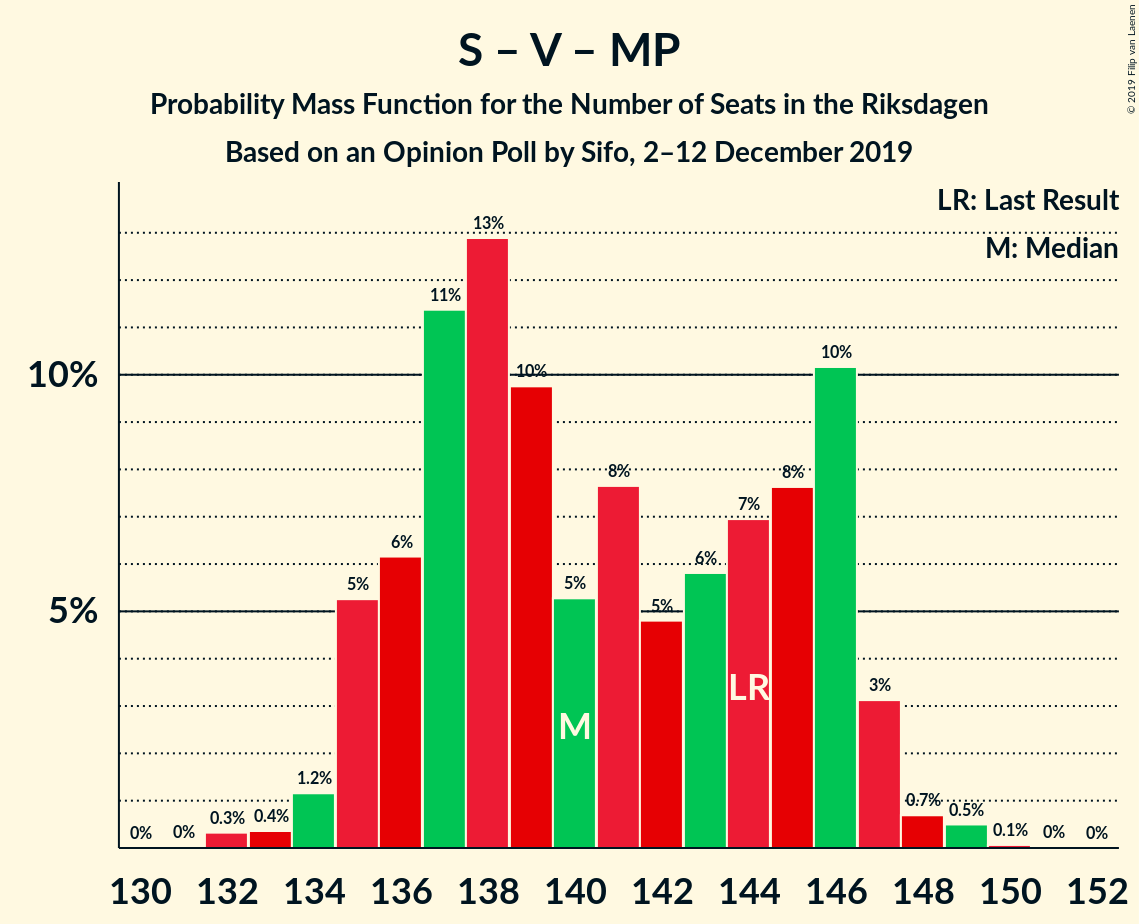 S – V – MP
Probability Mass Function for the Number of Seats in the Riksdagen
Based on an Opinion Poll by Sifo, 2–12 December 2019
© 2019 Filip van Laenen
LR: Last Result
M: Median
10%
5%
0%
0%
0.3%
0.4%
1.2%
5%
6%
11%
13%
10%
5%
8%
5%
6%
7%
8%
10%
3%
0.7%
0.5%
0.1%
0%
0%
M
LR
130 132 134 136 138 140 142 144 146 148 150 152